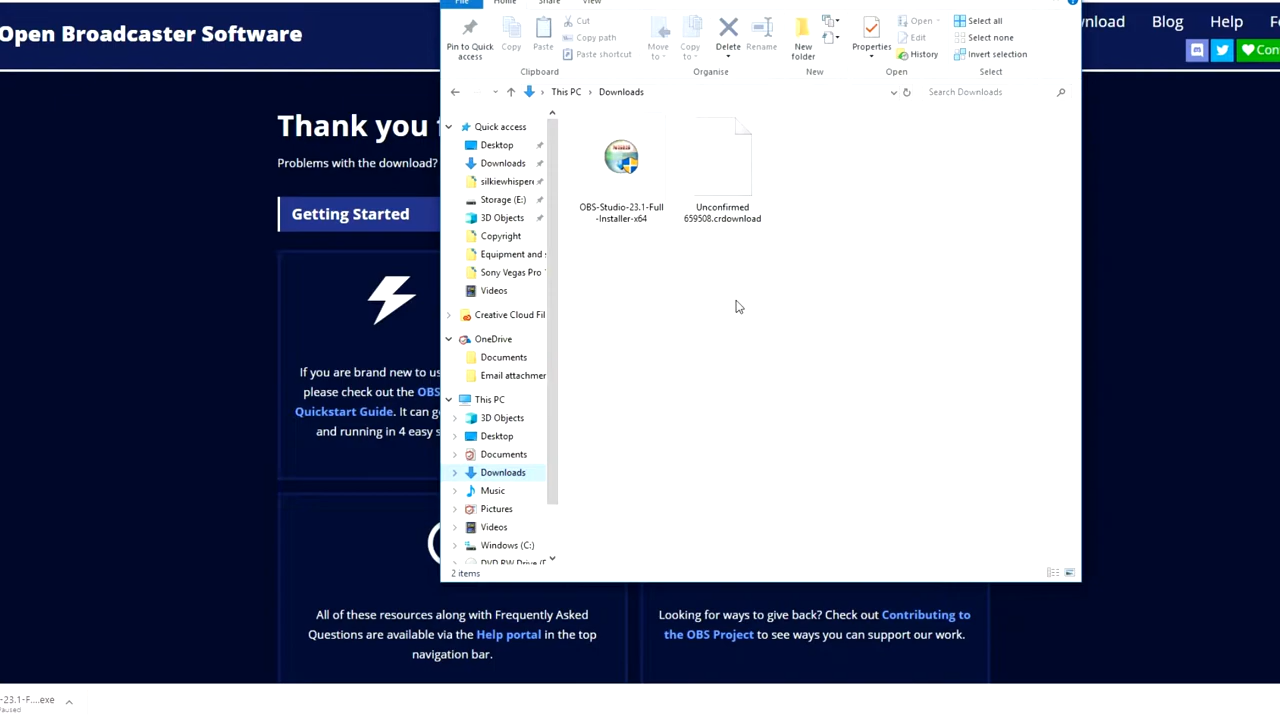 File
Home
Share
View
Open Broadcaster Software
Blog
Help
Pin to Quick
access
Copy
Paste
Cut
Copy path
Paste shortcut
Move
to
Copy
to
Delete
Rename
New
folder
Properties
Open
Edit
History
Select all
Select none
Invert selection
Clipboard
Organise
New
Open
Select
This PC > Downloads
Search Downloads
Thank you
Problems with the download?
Getting Started
If you are brand new to
please check out the OBS
Quickstart Guide. It can
and running in 4 easy
Quick access
Desktop
Downloads
silkiewhisper
Storage (E:)
3D Objects
Copyright
Equipment and
Sony Vegas Pro
Videos
Creative Cloud Fil
OneDrive
Documents
Email attachmer
This PC
3D Objects
Desktop
Documents
Downloads
Music
Pictures
Videos
Windows (C:)
DVD RW Drive
OBS-Studio-23.1-Full
-Installer-x64
Unconfirmed
659508.crdownload
2 items
All of these resources along with Frequently Asked
Questions are available via the Help portal in the top
navigation bar.
Looking for ways to give back? Check out Contributing to
the OBS Project to see ways you can support our work.
-23.1-F....exe